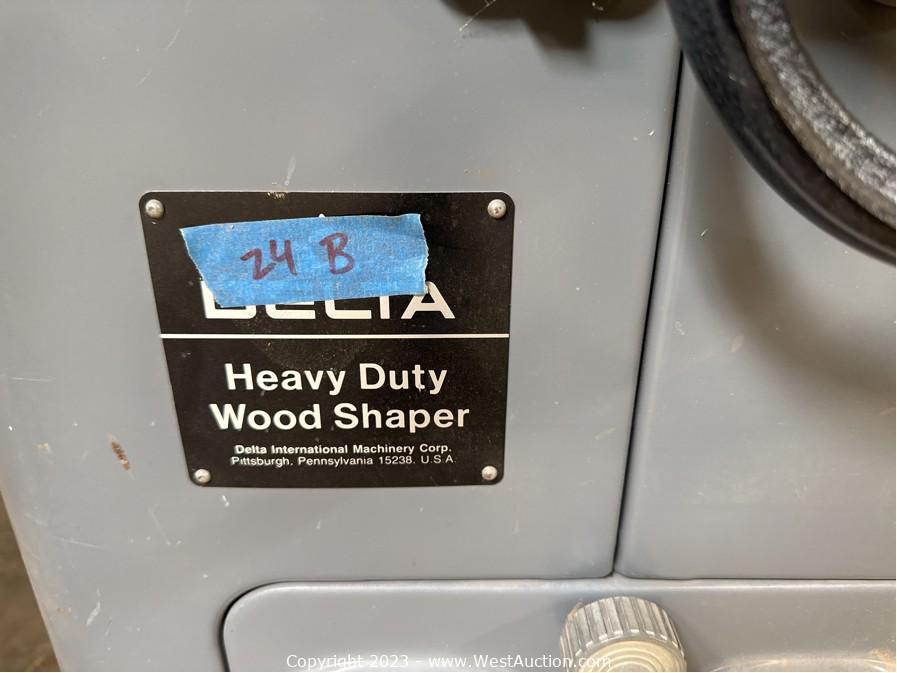 24 B
DELTA
Heavy Duty
Wood Shaper
Delta International Machinery Corp.
Pittsburgh, Pennsylvania 15238. U.S.A.
Copyright 2023 - www.WestAuction.com